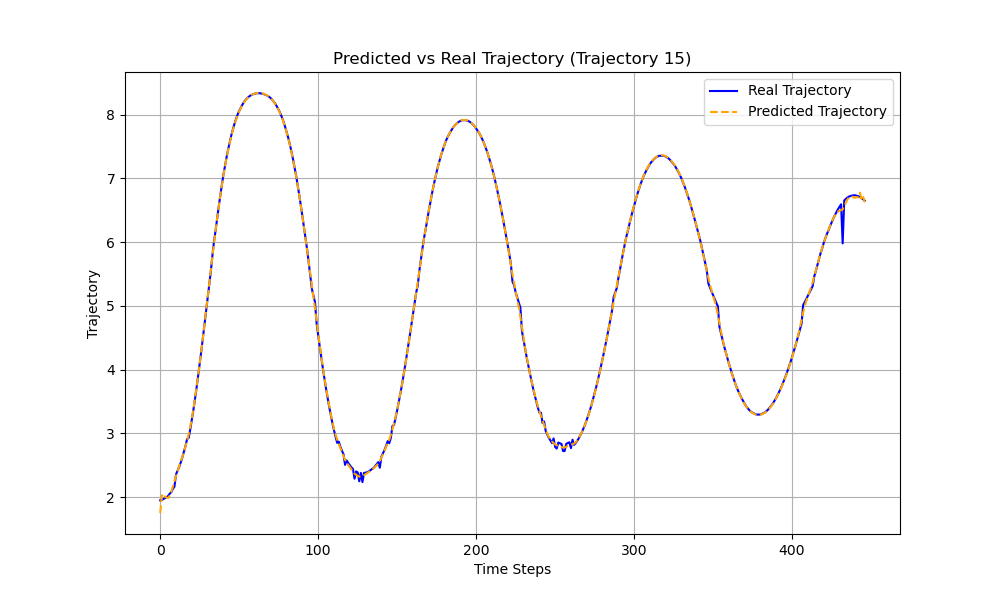 Predicted vs Real Trajectory (Trajectory 15)
Real Trajectory
Predicted Trajectory
8
7
6
5
4
3
2
Trajectory
0 100 200 300 400
Time Steps